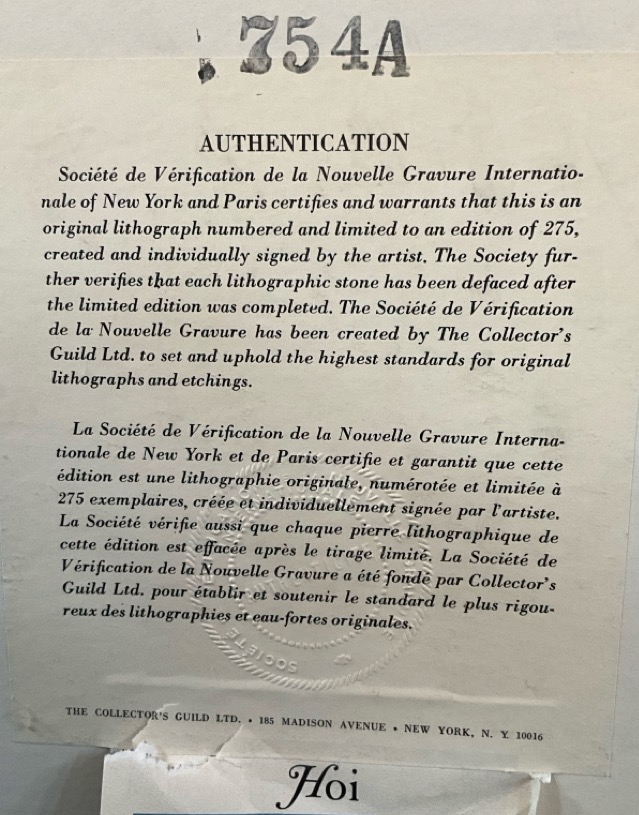 754A
AUTHENTICATION
Société de Vérification de la Nouvelle Gravure Internatio-
nale of New York and Paris certifies and warrants that this is an
original lithograph numbered and limited to an edition of 275,
created and individually signed by the artist. The Society fur-
ther verifies that each lithographic stone has been defaced after
the limited edition was completed. The Société de Vérification
de la Nouvelle Gravure has been created by The Collector's
Guild Ltd. to set and uphold the highest standards for original
lithographs and etchings.
La Société de Vérification de la Nouvelle Gravure Interna-
tionale de New York et de Paris certifie et garantit que cette
édition est une lithographie originale, numérotée et limitée à
275 exemplaires, créée et individuellement signée par l'artiste.
La Société vérifie aussi que chaque pierre lithographique de
cette édition est effacée après le tirage limité. La Société de
Vérification de la Nouvelle Gravure a été fondé par Collector's
Guild Ltd. pour établir et soutenir le standard le plus rigou-
reux des lithographies et eau-fortes originales.
SOCIETE
THE COLLECTOR'S GUILD LTD. • 185 MADISON AVENUE • NEW YORK, N. Y. 10016
Hoi